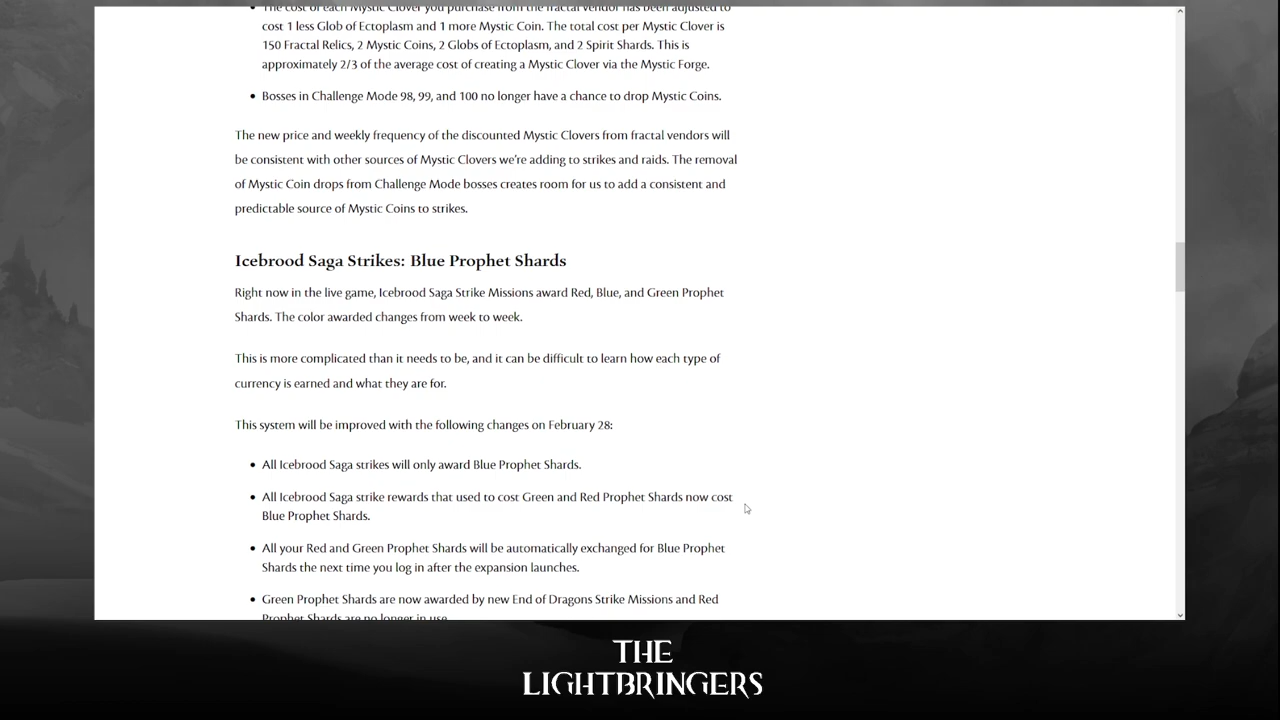 The cost of each Mystic Clover you purchase from the fractal vendor has been adjusted to
cost 1 less Glob of Ectoplasm and 1 more Mystic Coin. The total cost per Mystic Clover is
150 Fractal Relics, 2 Mystic Coins, 2 Globs of Ectoplasm, and 2 Spirit Shards. This is
approximately 2/3 of the average cost of creating a Mystic Clover via the Mystic Forge.
Bosses in Challenge Mode 98, 99, and 100 no longer have a chance to drop Mystic Coins.
The new price and weekly frequency of the discounted Mystic Clovers from fractal vendors will
be consistent with other sources of Mystic Clovers we're adding to strikes and raids. The removal
of Mystic Coin drops from Challenge Mode bosses creates room for us to add a consistent and
predictable source of Mystic Coins to strikes.
Icebrood Saga Strikes: Blue Prophet Shards
Right now in the live game, Icebrood Saga Strike Missions award Red, Blue, and Green Prophet
Shards. The color awarded changes from week to week.
This is more complicated than it needs to be, and it can be difficult to learn how each type of
currency is earned and what they are for.
This system will be improved with the following changes on February 28:
All Icebrood Saga strikes will only award Blue Prophet Shards.
All Icebrood Saga strike rewards that used to cost Green and Red Prophet Shards now cost
Blue Prophet Shards.
All your Red and Green Prophet Shards will be automatically exchanged for Blue Prophet
Shards the next time you log in after the expansion launches.
Green Prophet Shards are now awarded by new End of Dragons Strike Missions and Red
Prophet Shards are no longer in use.
THE
LIGHTBRINGERS